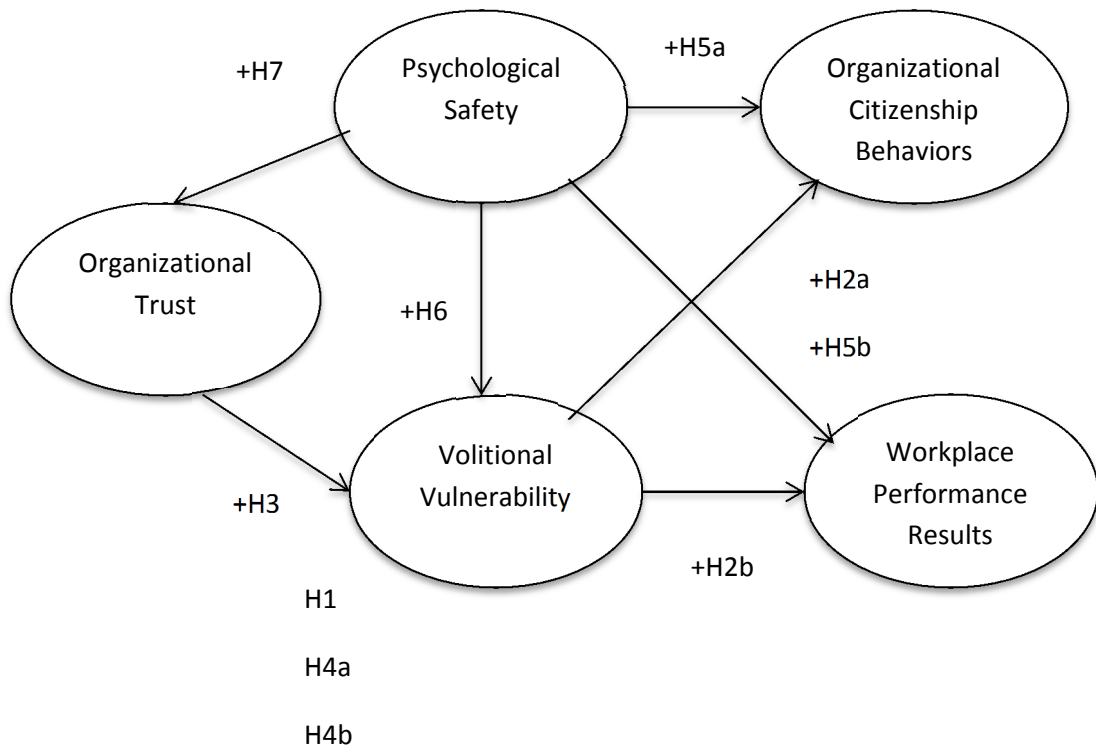 +H7
Psychological
Safety
+H5a
Organizational
Citizenship
Behaviors
Organizational
Trust
+H6
+H2a
+H5b
Volitional
Vulnerability
Workplace
Performance
Results
+H3
+H2b
H1
H4a
H4b